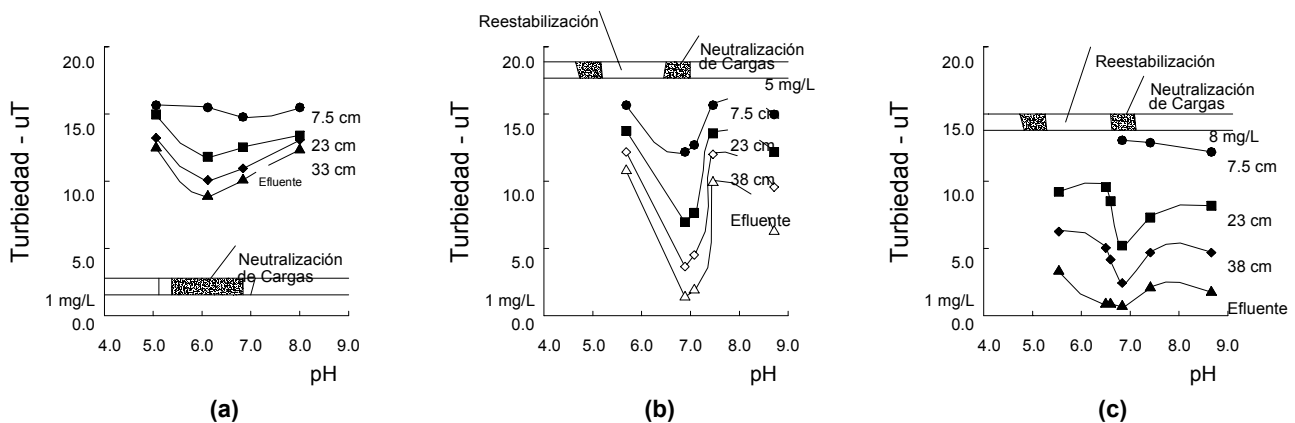 Turbiedad - uT
20.0
15.0
10.0
5.0
1 mg/L
0.0
4.0 5.0 6.0 7.0 8.0 9.0
pH
7.5 cm
23 cm
33 cm
Efluente
Neutralización
de Cargas
(a)
Reestabilización
Neutralización
de Cargas
Turbiedad - uT
20.0
15.0
10.0
5.0
1 mg/L
0.0
4.0 5.0 6.0 7.0 8.0 9.0
pH
5 mg/L
7.5 cm
23 cm
38 cm
Efluente
(b)
Reestabilización
Neutralización
de Cargas
Turbiedad - uT
20.0
15.0
10.0
5.0
1 mg/L
0.0
4.0 5.0 6.0 7.0 8.0 9.0
pH
8 mg/L
7.5 cm
23 cm
38 cm
Efluente
(c)